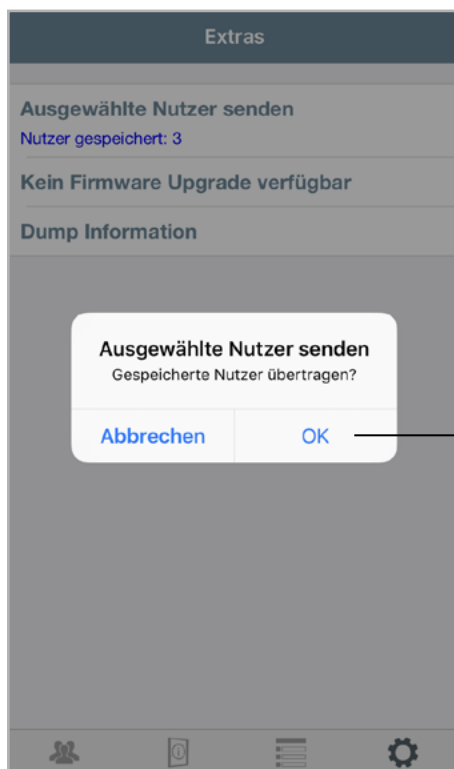 Extras
Ausgewählte Nutzer senden
Nutzer gespeichert: 3
Kein Firmware Upgrade verfügbar
Dump Information
Ausgewählte Nutzer senden
Gespeicherte Nutzer übertragen?
Abbrechen OK